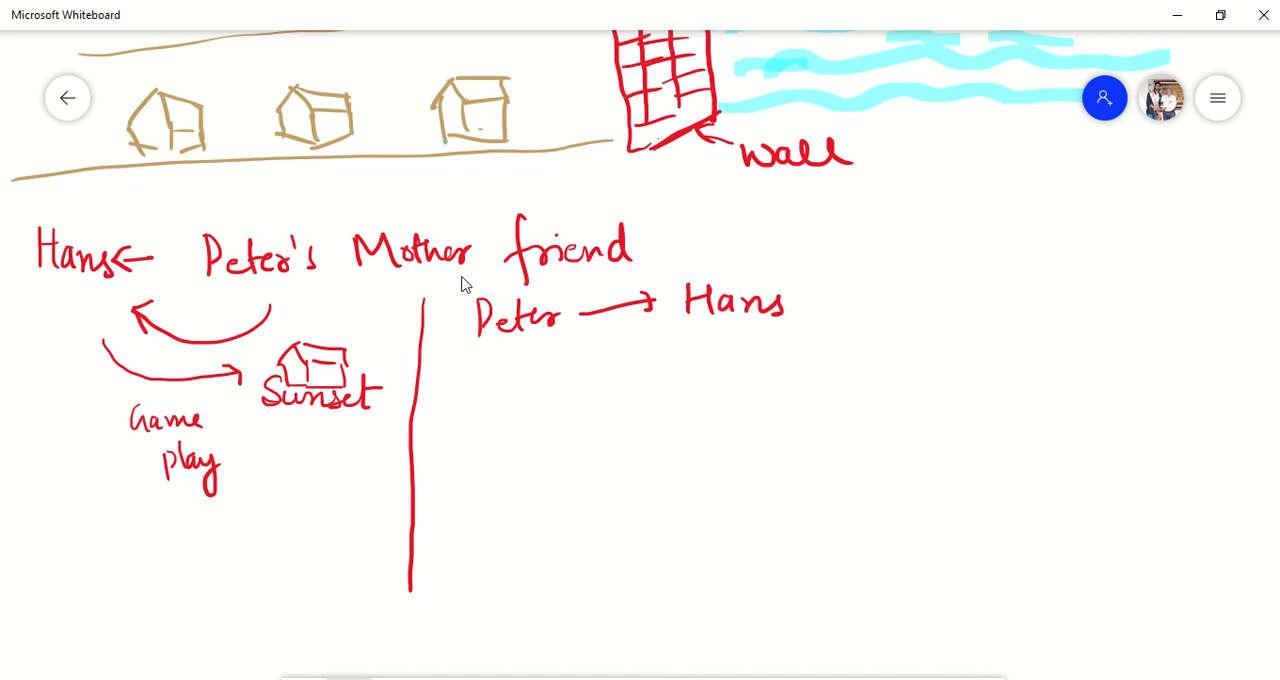 Microsoft Whiteboard
Wall
Hans ← Peter's Mother friend
Peter → Hans
Sunset
Game
play